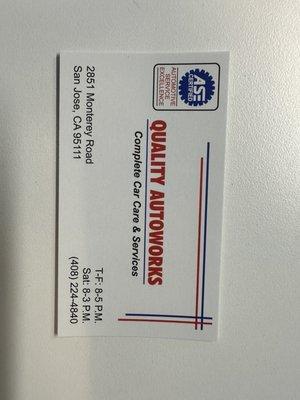 ASE
CERTIFIED
AUTOMOTIVE
SERVICE
EXCELLENCE
QUALITY AUTOWORKS
Complete Car Care & Services
2851 Monterey Road
San Jose, CA 95111
T-F: 8-5 P.M.
Sat: 8-3 P.M.
(408) 224-4840